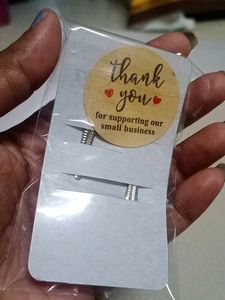 thank
you
for supporting our
small business